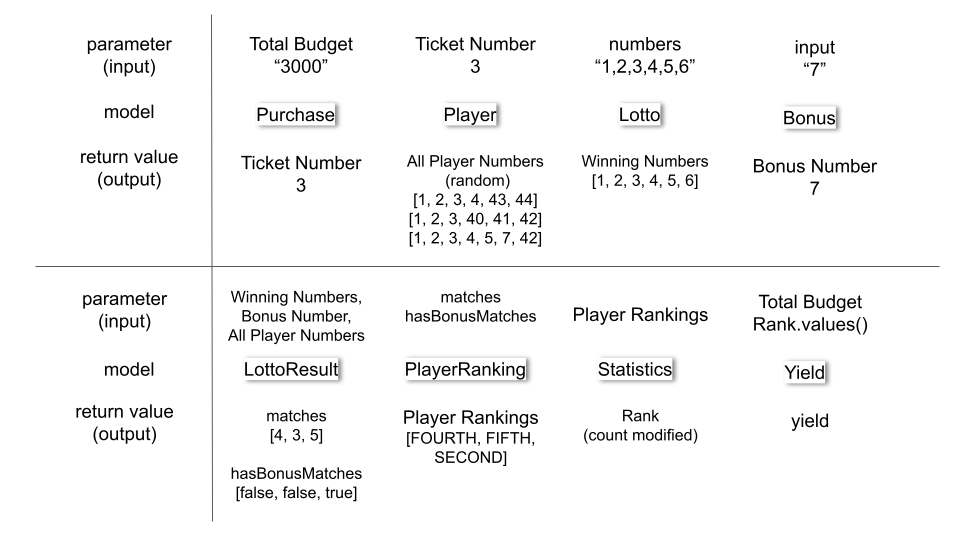 parameter
(input)
Total Budget
“3000”
Ticket Number
3
numbers
“1,2,3,4,5,6”
input
“7”
model
Purchase
Player
Lotto
Bonus
return value
(output)
Ticket Number
3
All Player Numbers
(random)
[1, 2, 3, 4, 43, 44]
[1, 2, 3, 40, 41, 42]
[1, 2, 3, 4, 5, 7, 42]
Winning Numbers
[1, 2, 3, 4, 5, 6]
Bonus Number
7
parameter
(input)
Winning Numbers,
Bonus Number,
All Player Numbers
matches
hasBonusMatches
Player Rankings
Total Budget
Rank.values()
model
LottoResult
PlayerRanking
Statistics
Yield
return value
(output)
matches
[4, 3, 5]
hasBonusMatches
[false, false, true]
Player Rankings
[FOURTH, FIFTH,
SECOND]
Rank
(count modified)
yield